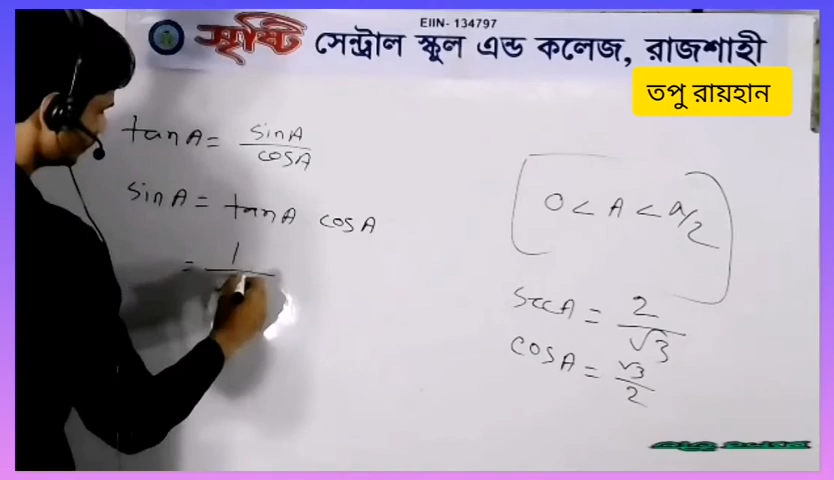 EIIN- 134797
সৃষ্টি সেন্ট্রাল স্কুল এন্ড কলেজ, রাজশাহী
তপু রায়হান
tanA = sinA / cosA
sinA = tanA cosA
= 1
0 < A < π/2
secA = 2/√3
cosA = √3/2